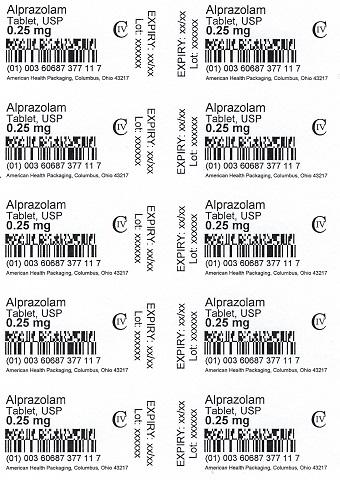 Alprazolam
Tablet, USP
0.25 mg
CIV
(01) 003 60687 377 11 7
American Health Packaging, Columbus, Ohio 43217
EXPIRY: xx/xx
Lot: xxxxxx
EXPIRY: xx/xx
Lot: xxxxxx
Alprazolam
Tablet, USP
0.25 mg
CIV
(01) 003 60687 377 11 7
American Health Packaging, Columbus, Ohio 43217
Alprazolam
Tablet, USP
0.25 mg
CIV
(01) 003 60687 377 11 7
American Health Packaging, Columbus, Ohio 43217
EXPIRY: xx/xx
Lot: xxxxxx
EXPIRY: xx/xx
Lot: xxxxxx
Alprazolam
Tablet, USP
0.25 mg
CIV
(01) 003 60687 377 11 7
American Health Packaging, Columbus, Ohio 43217
Alprazolam
Tablet, USP
0.25 mg
CIV
(01) 003 60687 377 11 7
American Health Packaging, Columbus, Ohio 43217
EXPIRY: xx/xx
Lot: xxxxxx
EXPIRY: xx/xx
Lot: xxxxxx
Alprazolam
Tablet, USP
0.25 mg
CIV
(01) 003 60687 377 11 7
American Health Packaging, Columbus, Ohio 43217
Alprazolam
Tablet, USP
0.25 mg
CIV
(01) 003 60687 377 11 7
American Health Packaging, Columbus, Ohio 43217
EXPIRY: xx/xx
Lot: xxxxxx
EXPIRY: xx/xx
Lot: xxxxxx
Alprazolam
Tablet, USP
0.25 mg
CIV
(01) 003 60687 377 11 7
American Health Packaging, Columbus, Ohio 43217
Alprazolam
Tablet, USP
0.25 mg
CIV
(01) 003 60687 377 11 7
American Health Packaging, Columbus, Ohio 43217
EXPIRY: xx/xx
Lot: xxxxxx
EXPIRY: xx/xx
Lot: xxxxxx
Alprazolam
Tablet, USP
0.25 mg
CIV
(01) 003 60687 377 11 7
American Health Packaging, Columbus, Ohio 43217